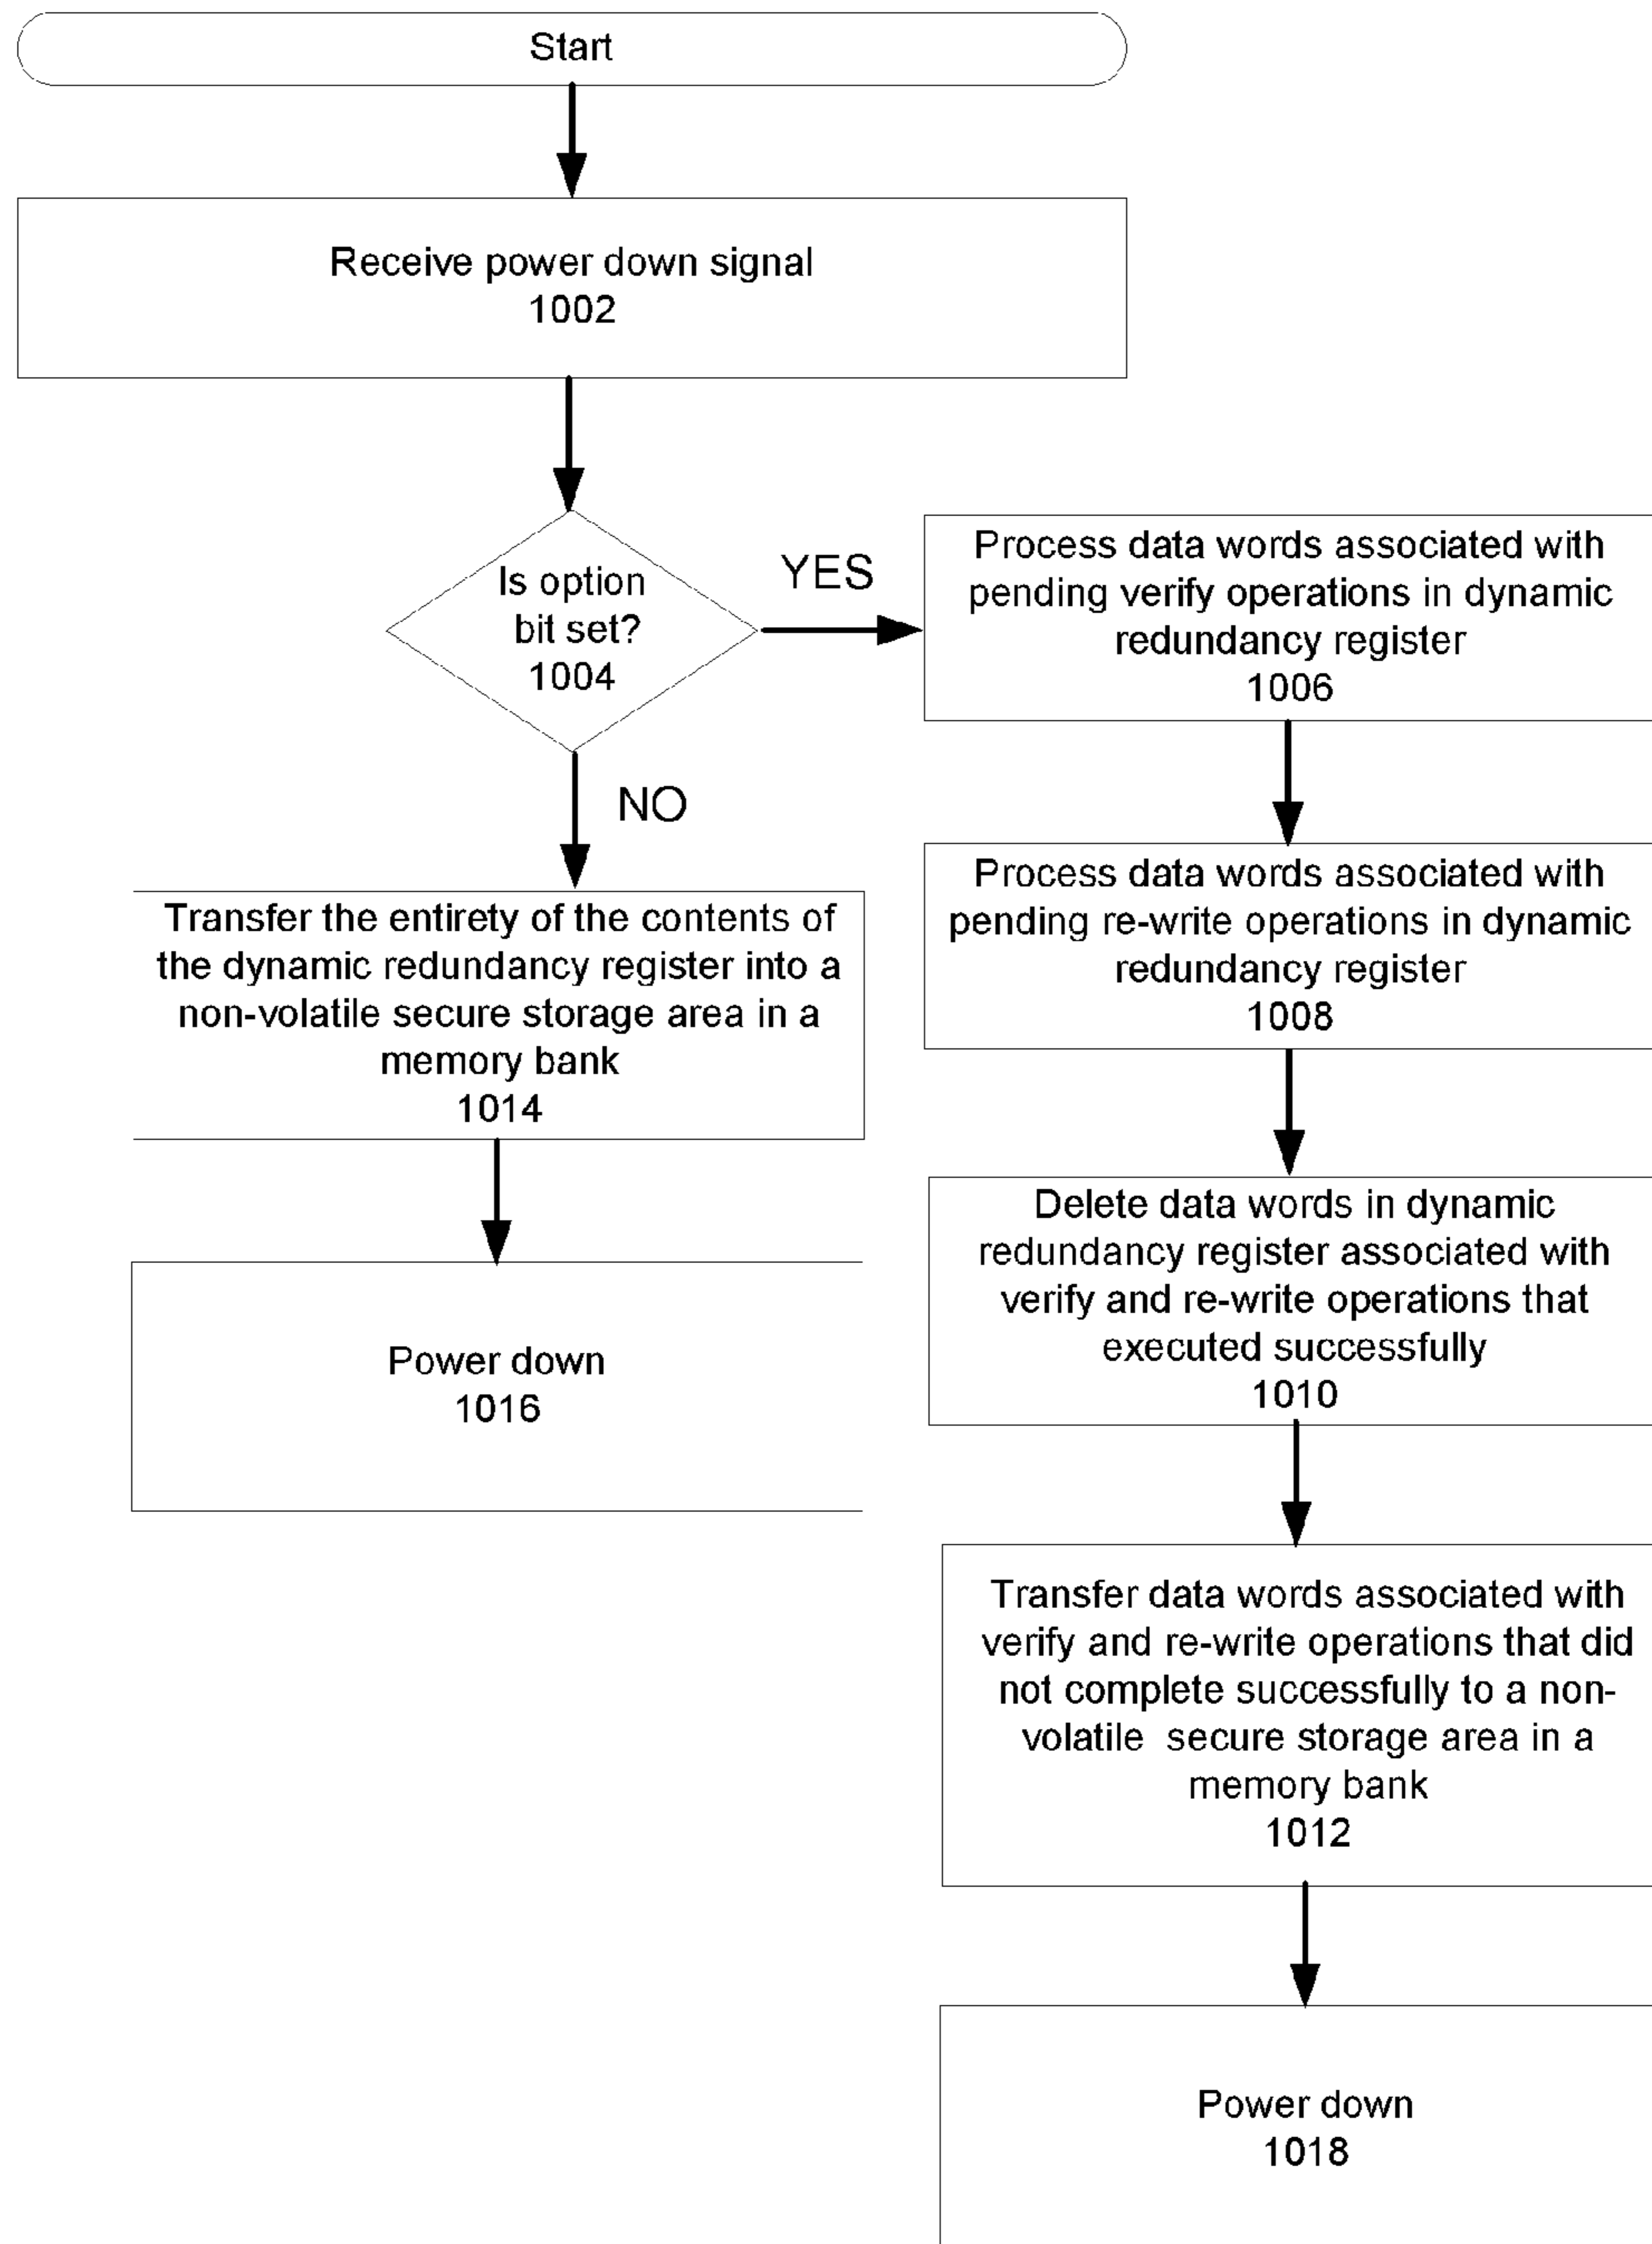 Start
Receive power down signal
1002
Is option
bit set?
1004
YES
NO
Process data words associated with
pending verify operations in dynamic
redundancy register
1006
Process data words associated with
pending re-write operations in dynamic
redundancy register
1008
Delete data words in dynamic
redundancy register associated with
verify and re-write operations that
executed successfully
1010
Transfer data words associated with
verify and re-write operations that did
not complete successfully to a non-
volatile secure storage area in a
memory bank
1012
Power down
1018
Transfer the entirety of the contents of
the dynamic redundancy register into a
non-volatile secure storage area in a
memory bank
1014
Power down
1016